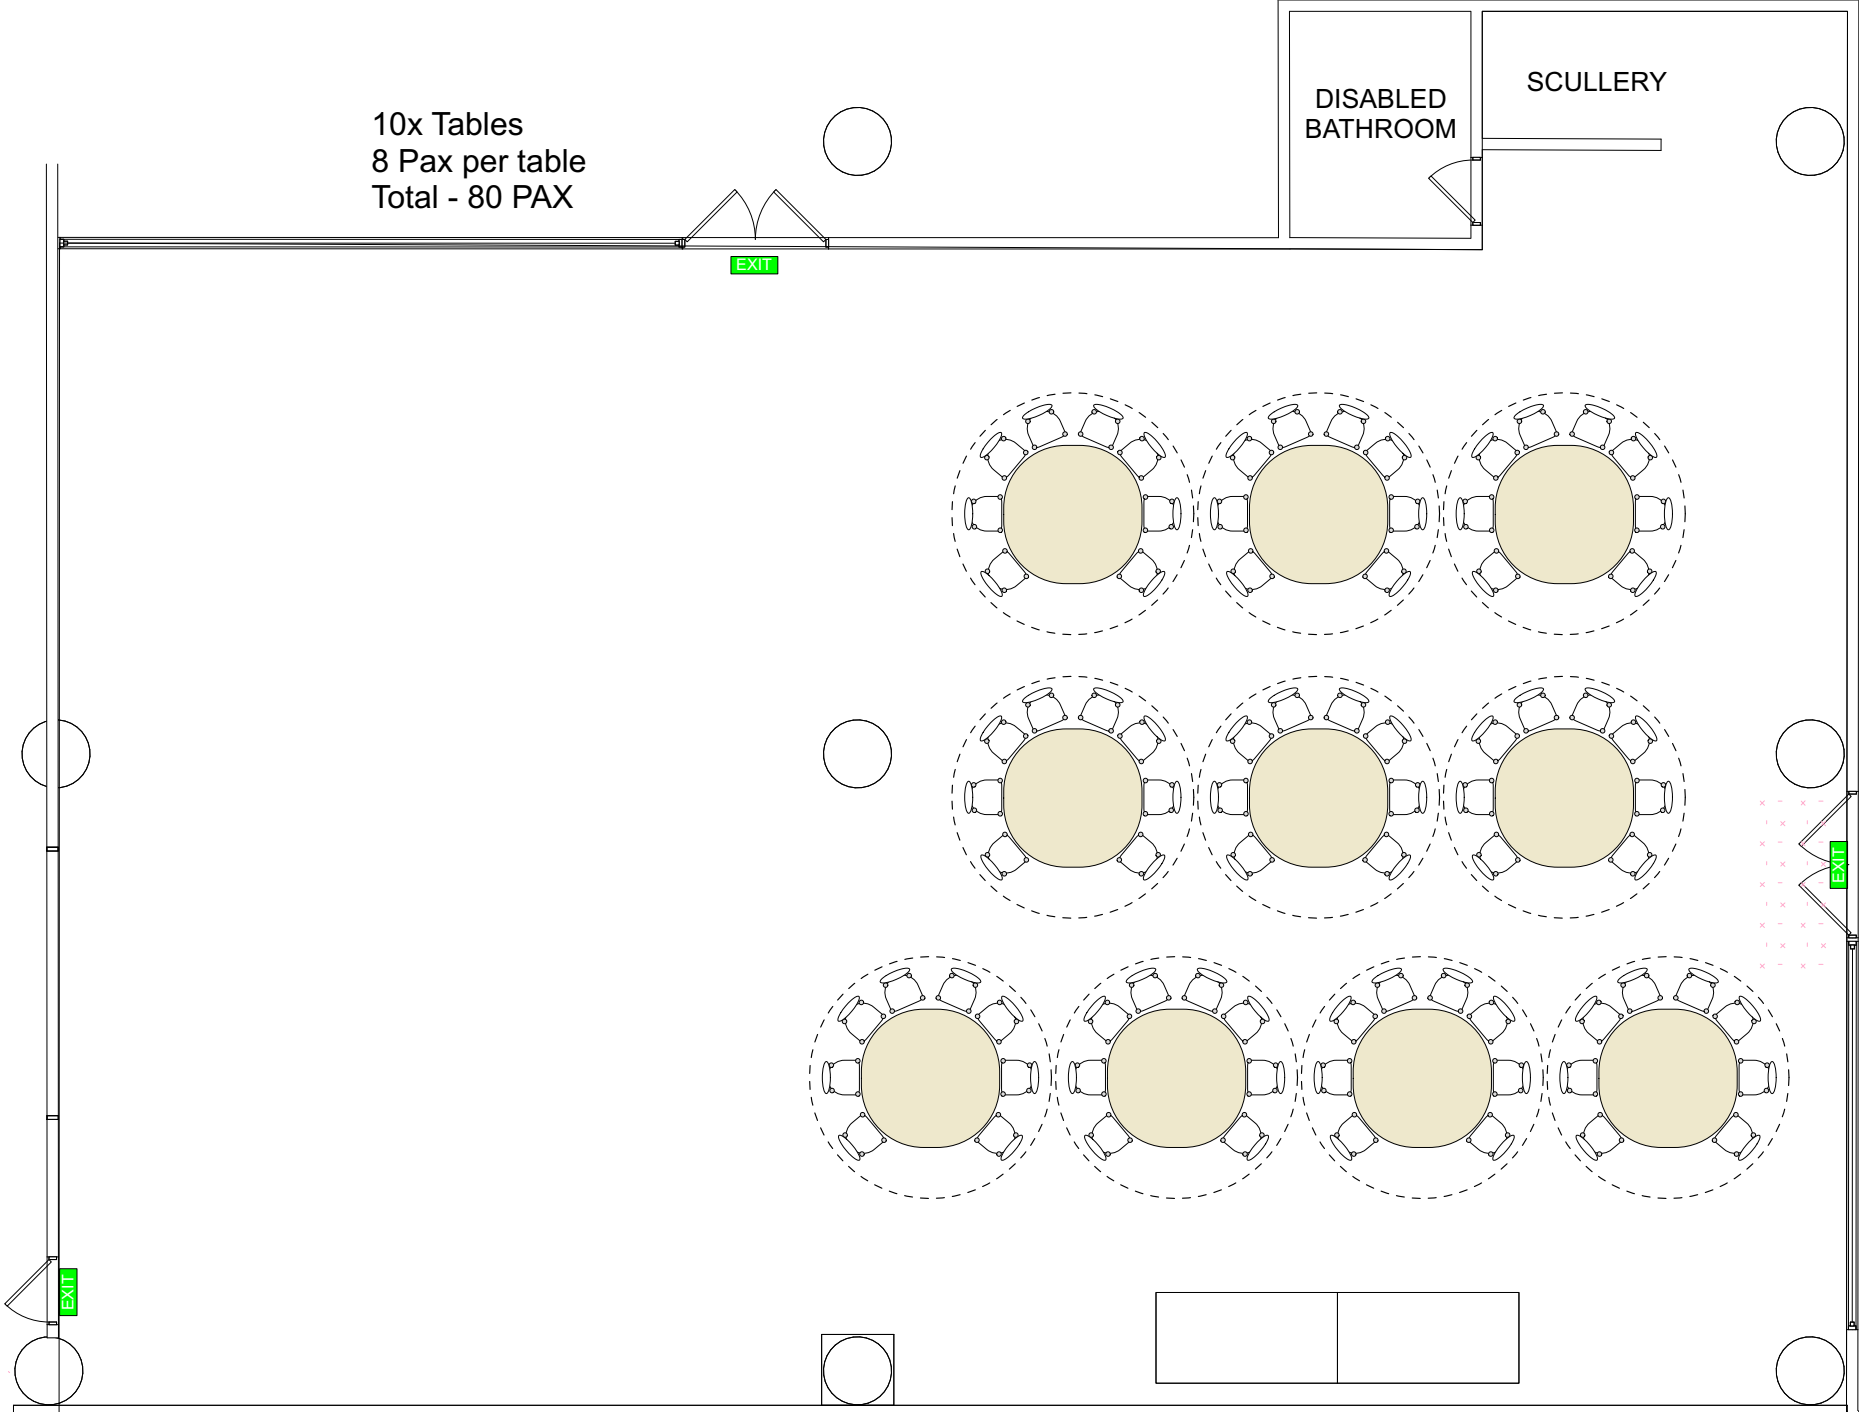 SCULLERY
DISABLED
BATHROOM
10x Tables
8 Pax per table
Total - 80 PAX
EXIT
EXIT
EXIT